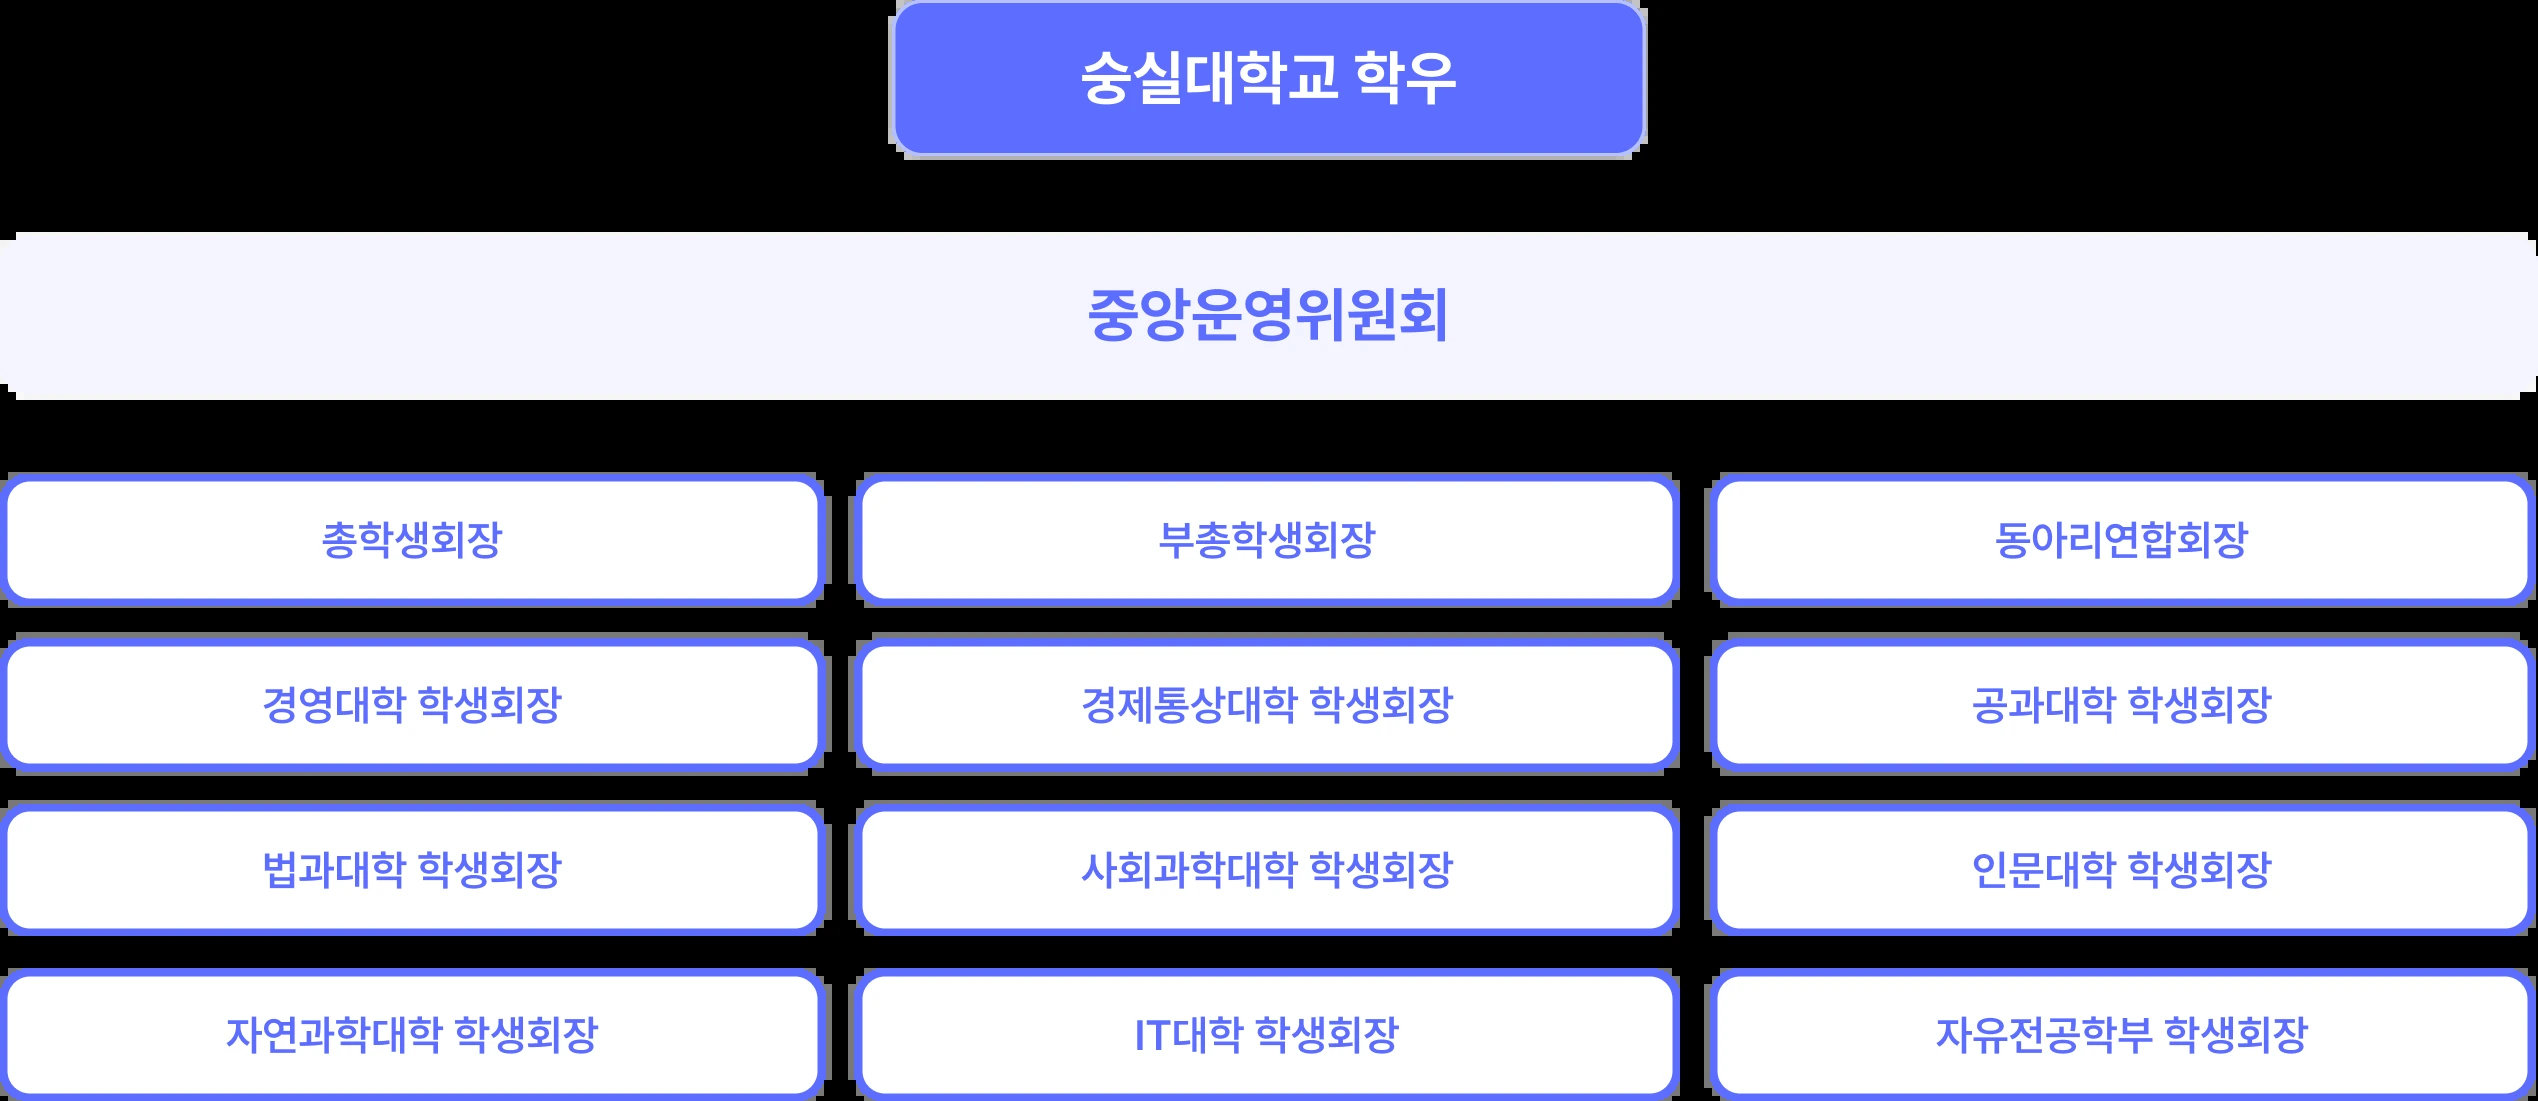 숭실대학교 학우
중앙운영위원회
총학생회장
부총학생회장
동아리연합회장
경영대학 학생회장
경제통상대학 학생회장
공과대학 학생회장
법과대학 학생회장
사회과학대학 학생회장
인문대학 학생회장
자연과학대학 학생회장
IT대학 학생회장
자유전공학부 학생회장